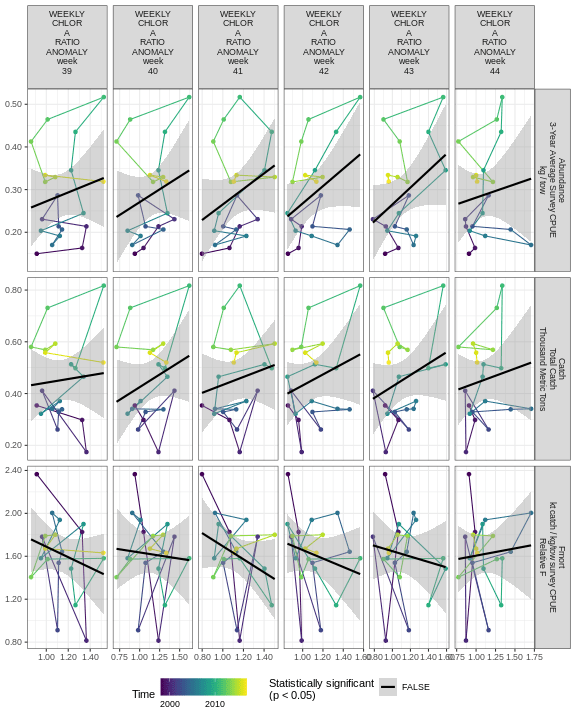 WEEKLY
CHLOR
A
RATIO
ANOMALY
week
39
WEEKLY
CHLOR
A
RATIO
ANOMALY
week
40
WEEKLY
CHLOR
A
RATIO
ANOMALY
week
41
WEEKLY
CHLOR
A
RATIO
ANOMALY
week
42
WEEKLY
CHLOR
A
RATIO
ANOMALY
week
43
WEEKLY
CHLOR
A
RATIO
ANOMALY
week
44
0.50
0.40
0.30
0.20
Abundance
3-Year Average Survey CPUE
kg / tow
0.80
0.60
0.40
0.20
Catch
Total Catch
Thousand Metric Tons
2.40
2.00
1.60
1.20
0.80
Fmort
kt catch / kg/tow survey CPUE
Relative F
1.00 1.20 1.40
0.75 1.00 1.25 1.50
0.80 1.00 1.20 1.40
0.80 1.00 1.20 1.40 1.60
0.80 1.00 1.20 1.40 1.60
0.75 1.00 1.25 1.50 1.75
Time
2000 2010
Statistically significant
(p < 0.05)
FALSE